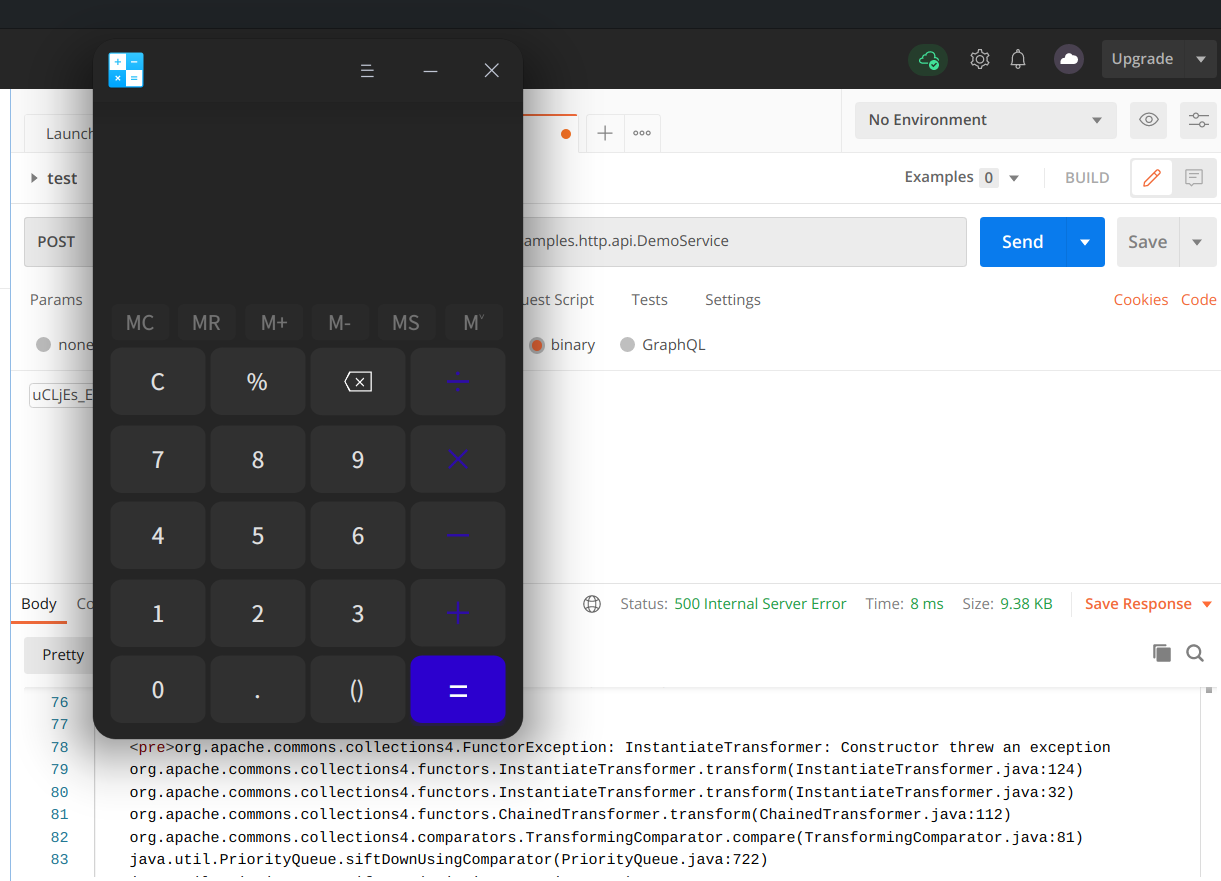 Upgrade
Launch
No Environment
test
Examples 0
BUILD
POST
amples.http.api.DemoService
Send
Save
Params
uest Script
Tests
Settings
Cookies
Code
none
binary
GraphQL
uCLjEs_E
MC MR M+ M- MS M˅
C % ÷
7 8 9 ×
4 5 6 −
1 2 3 +
0 . () =
Body
Co
Status: 500 Internal Server Error
Time: 8 ms
Size: 9.38 KB
Save Response
Pretty
76
77
78 <pre>org.apache.commons.collections4.FunctorException: InstantiateTransformer: Constructor threw an exception
79 org.apache.commons.collections4.functors.InstantiateTransformer.transform(InstantiateTransformer.java:124)
80 org.apache.commons.collections4.functors.InstantiateTransformer.transform(InstantiateTransformer.java:32)
81 org.apache.commons.collections4.functors.ChainedTransformer.transform(ChainedTransformer.java:112)
82 org.apache.commons.collections4.comparators.TransformingComparator.compare(TransformingComparator.java:81)
83 java.util.PriorityQueue.siftDownUsingComparator(PriorityQueue.java:722)